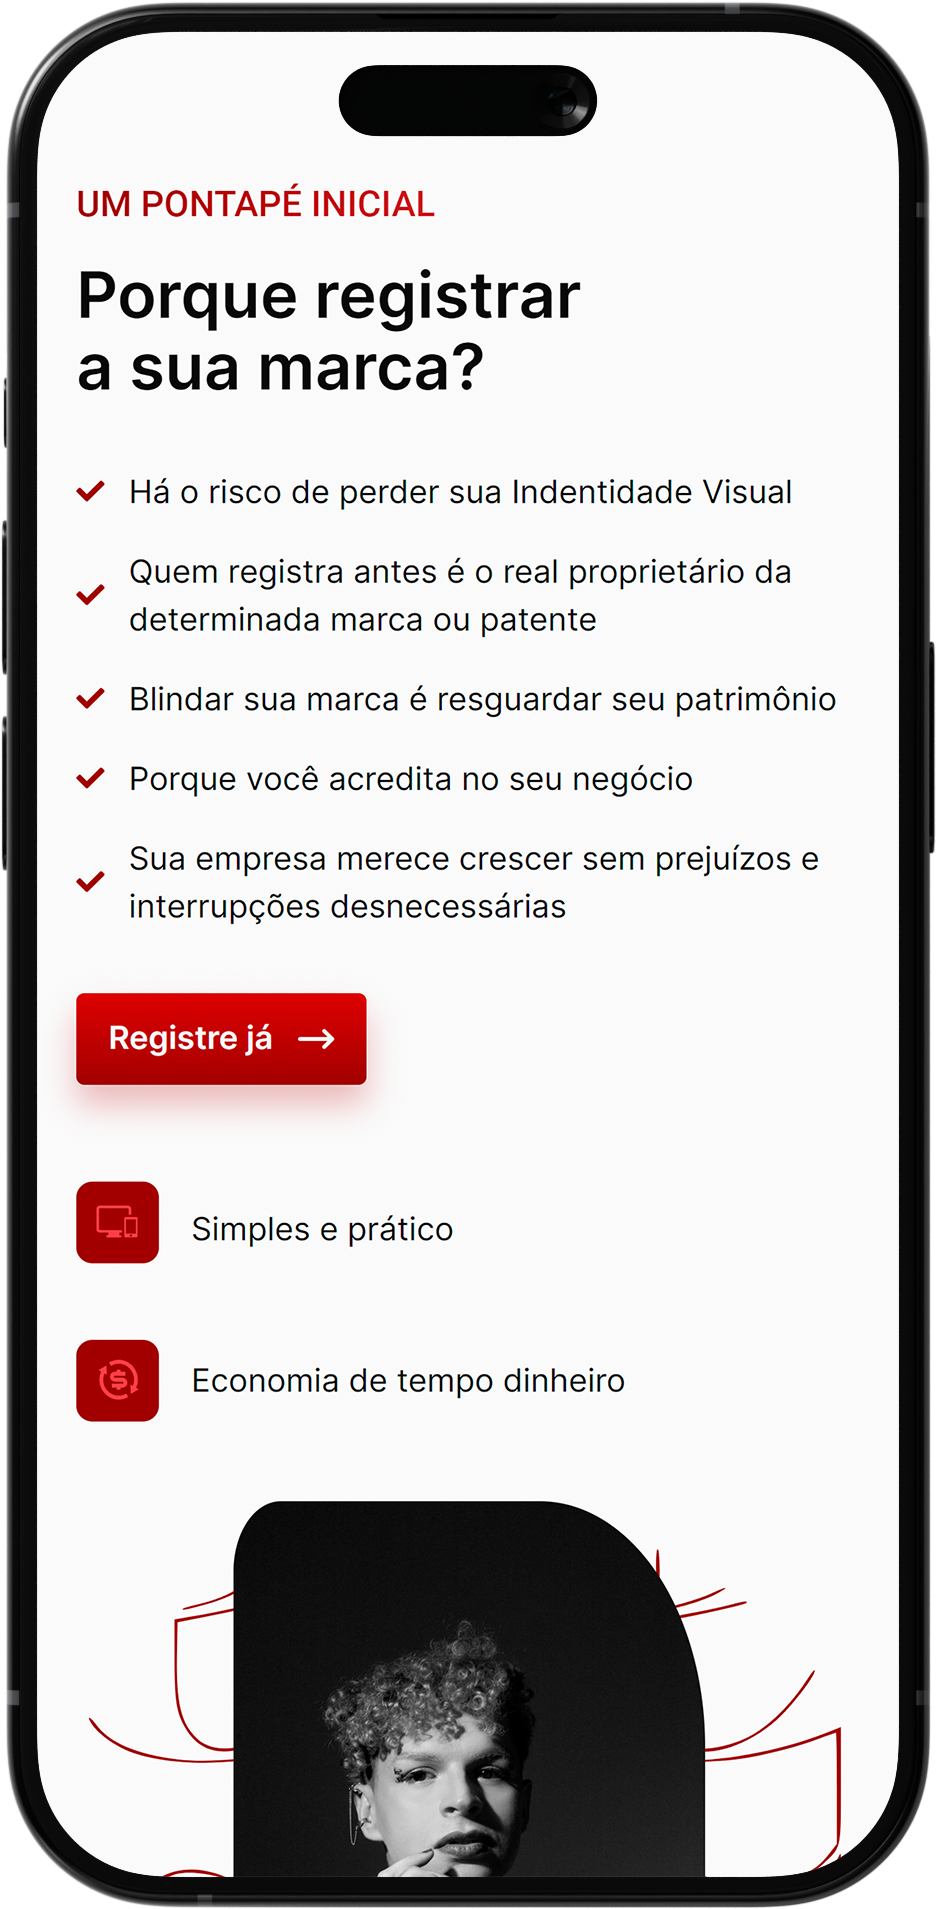 UM PONTAPÉ INICIAL
Porque registrar
a sua marca?
Há o risco de perder sua Indentidade Visual
Quem registra antes é o real proprietário da
determinada marca ou patente
Blindar sua marca é resguardar seu patrimônio
Porque você acredita no seu negócio
Sua empresa merece crescer sem prejuízos e
interrupções desnecessárias
Registre já
Simples e prático
Economia de tempo dinheiro